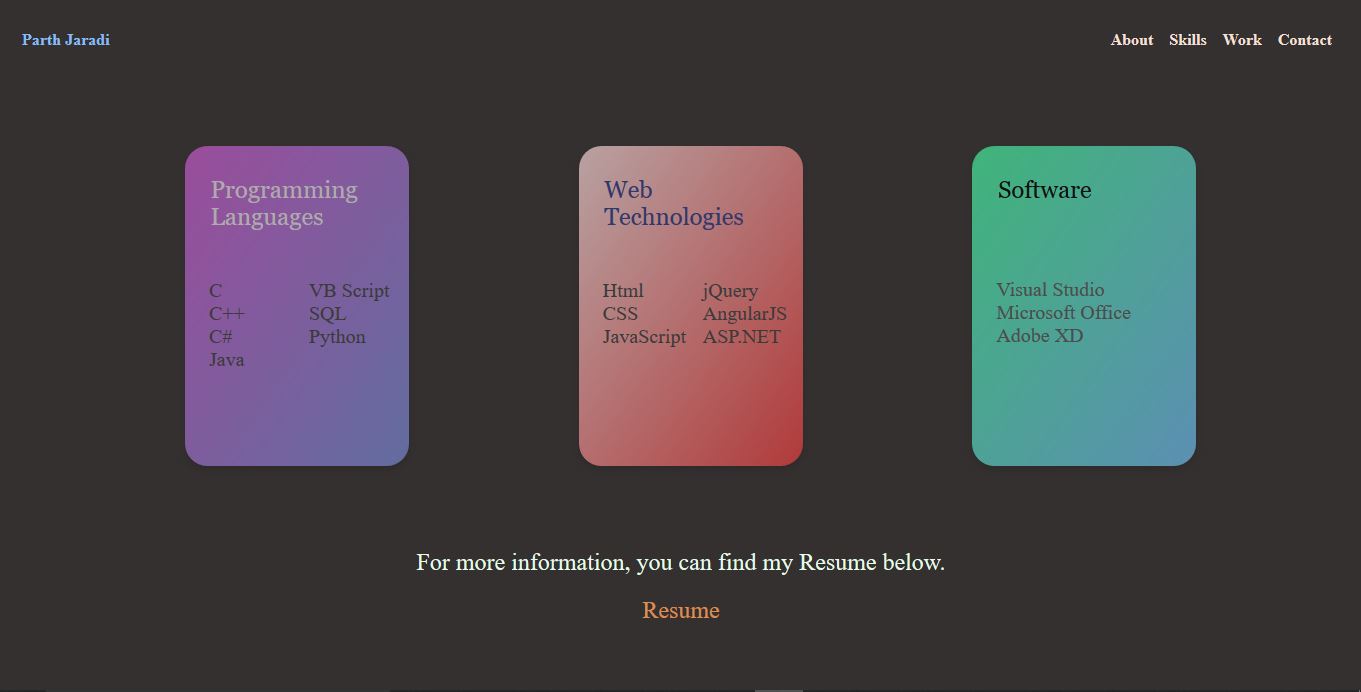 Parth Jaradi
About Skills Work Contact
Programming
Languages
C
C++
C#
Java
VB Script
SQL
Python
Web
Technologies
Html
CSS
JavaScript
jQuery
AngularJS
ASP.NET
Software
Visual Studio
Microsoft Office
Adobe XD
For more information, you can find my Resume below.
Resume